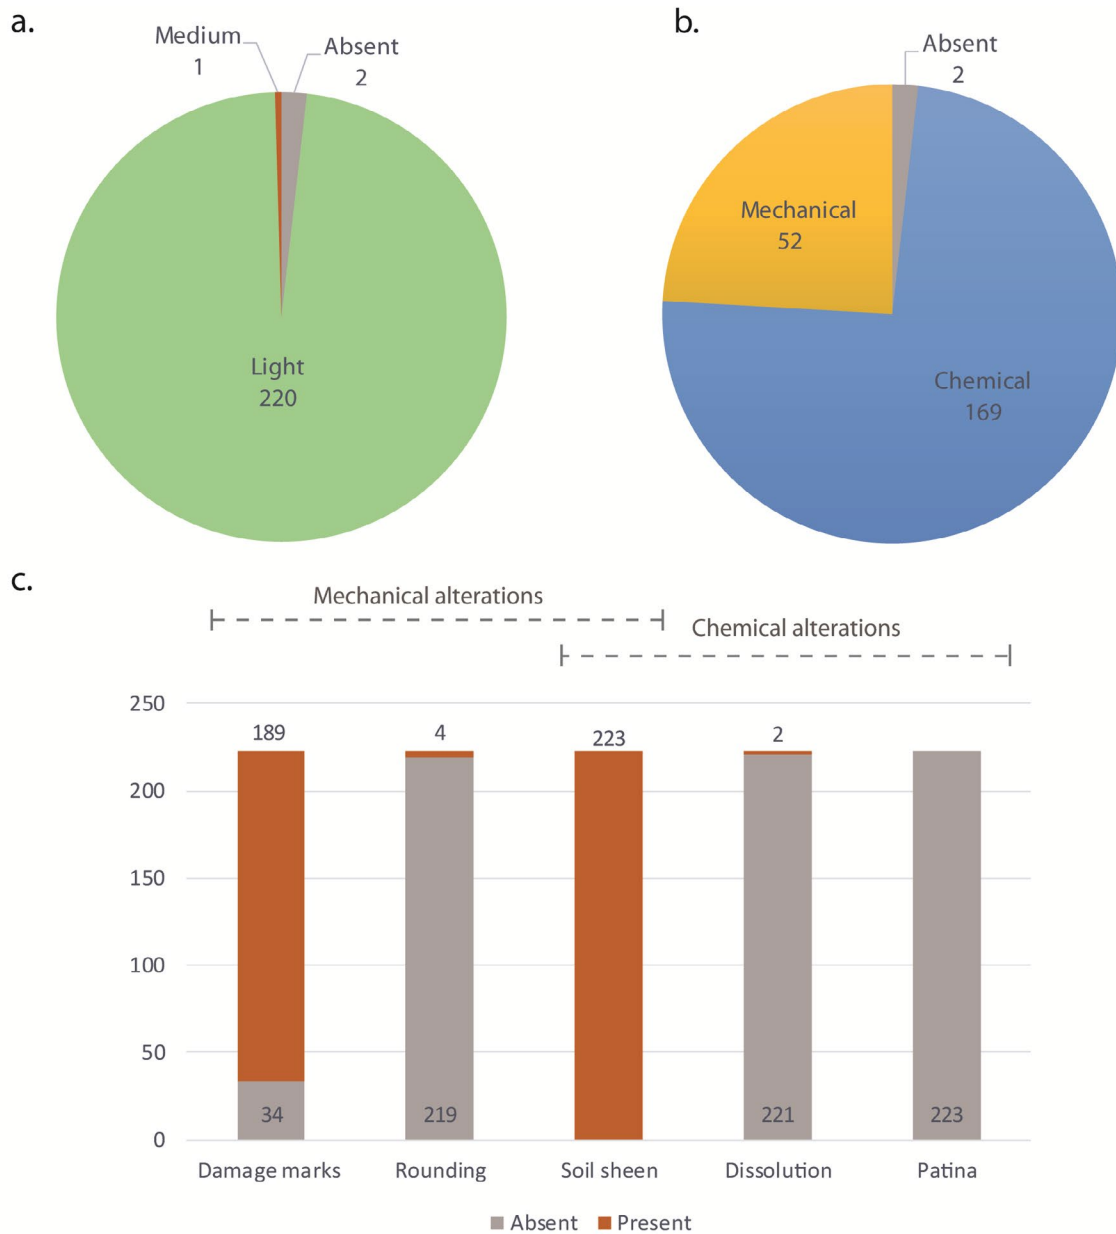 a.
Medium
1
Absent
2
Light
220
b.
Absent
2
Mechanical
52
Chemical
169
c.
Mechanical alterations
Chemical alterations
250
200
150
100
50
0
189
4
223
2
34
219
221
223
Damage marks
Rounding
Soil sheen
Dissolution
Patina
Absent
Present